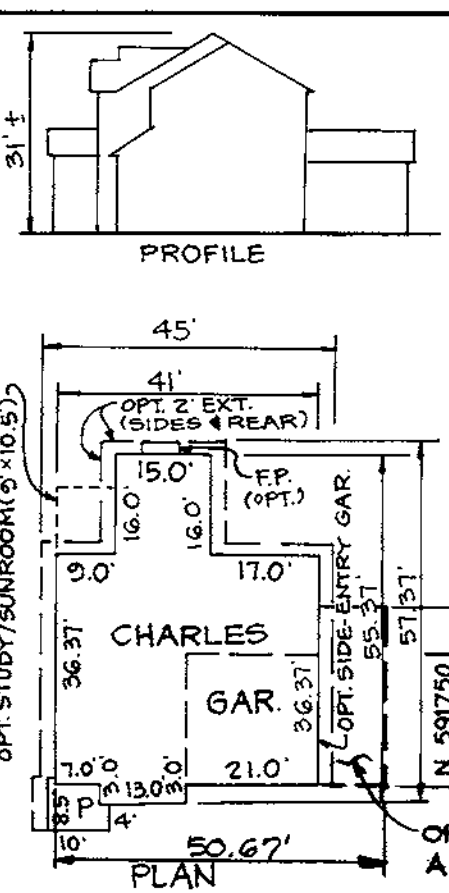 31' ±
PROFILE
45'
41'
OPT. 2' EXT.
(SIDES & REAR)
15.0'
F.P.
(OPT.)
16.0'
16.0'
OPT. STUDY/SUNROOM (9'×10.5')
9.0'
17.0'
36.37'
CHARLES
GAR.
36.37'
OPT. SIDE-ENTRY GAR.
55.37'
57.37'
N 591750
7.0'
3.0'
13.0'
3.0'
21.0'
8.5
P
4'
10'
50.67'
PLAN